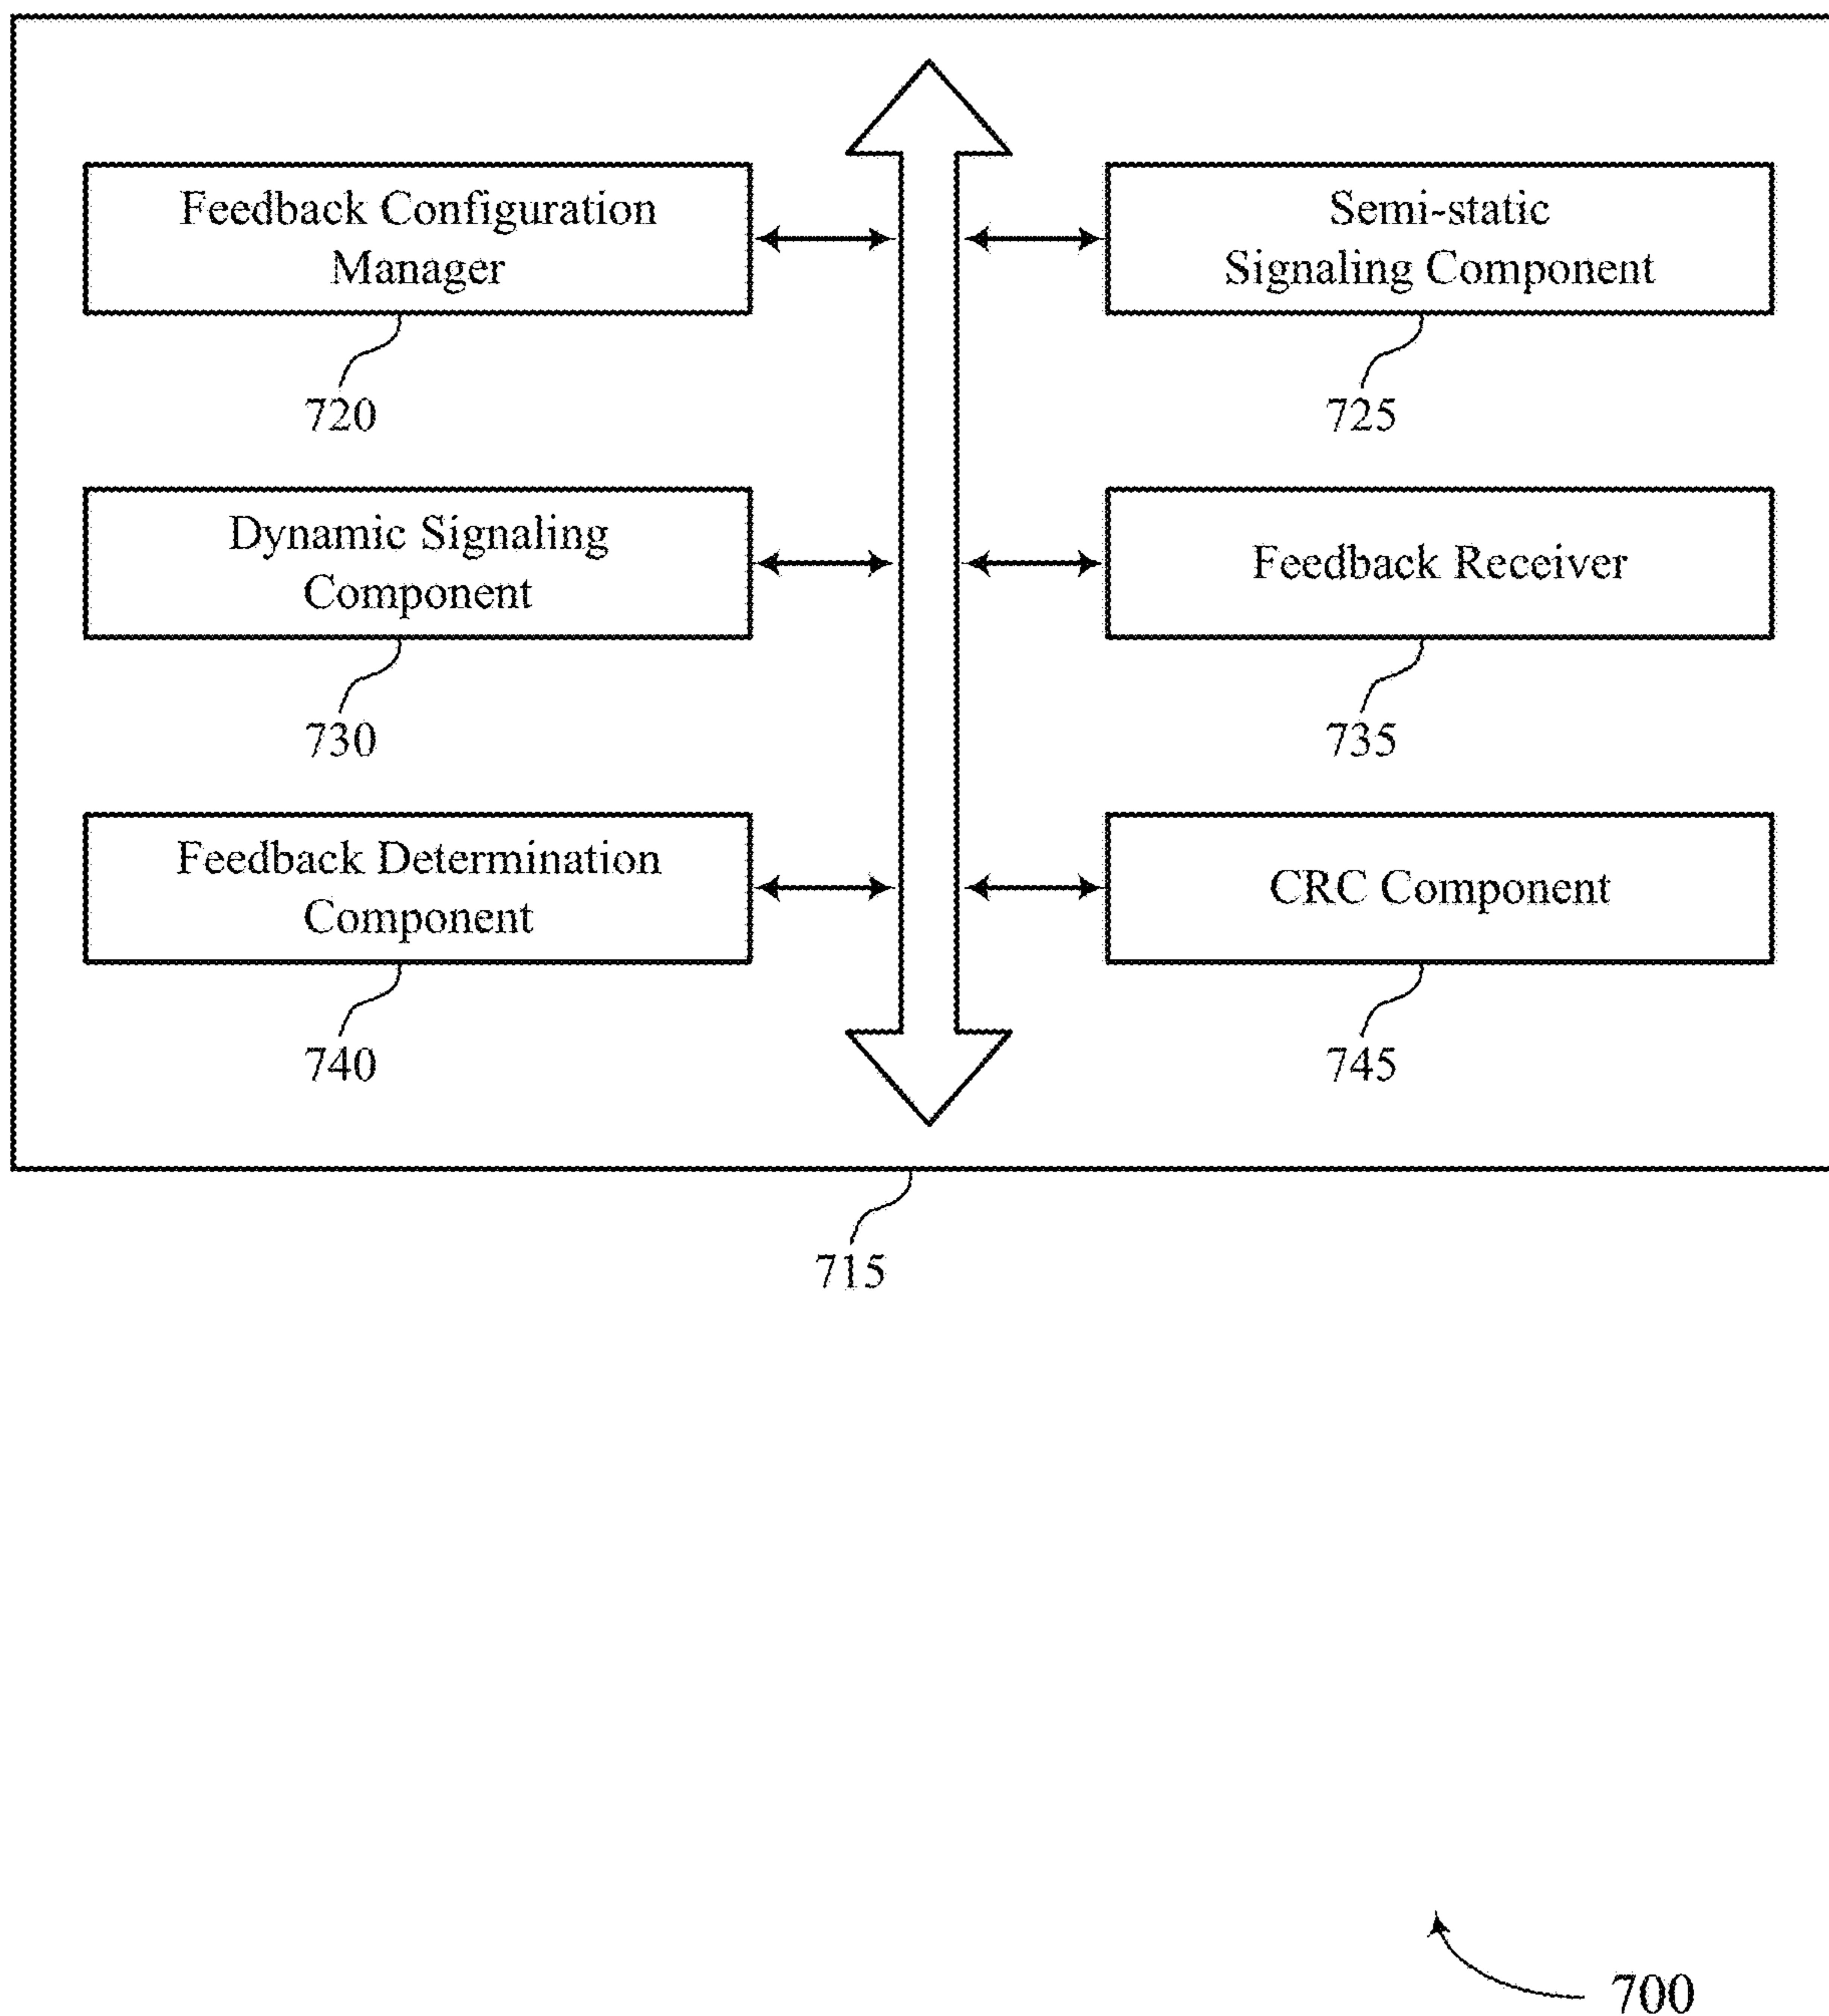 Feedback Configuration
Manager
720
Semi-static
Signaling Component
725
Dynamic Signaling
Component
730
Feedback Receiver
735
Feedback Determination
Component
740
CRC Component
745
715
700